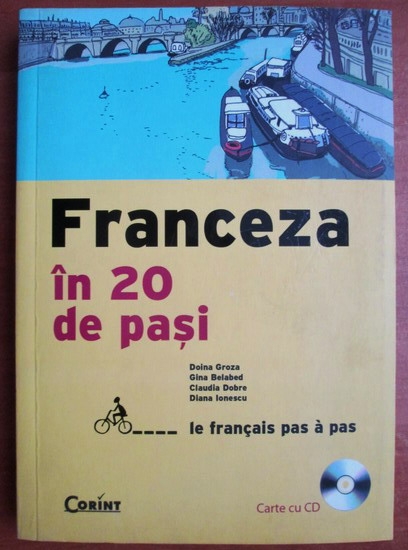 Franceza
în 20
de pași
Doina Groza
Gina Belabed
Claudia Dobre
Diana Ionescu
le français pas à pas
CORINT
Carte cu CD